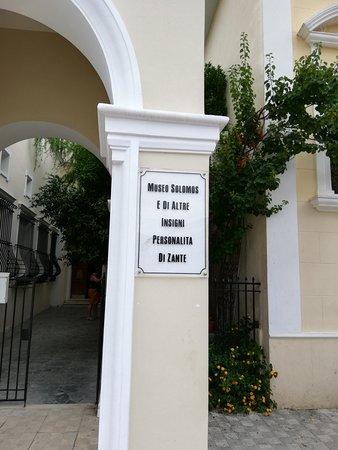 MUSEO SOLOMOS
E DI ALTRE
INSIGNI
PERSONALITA
DI ZANTE